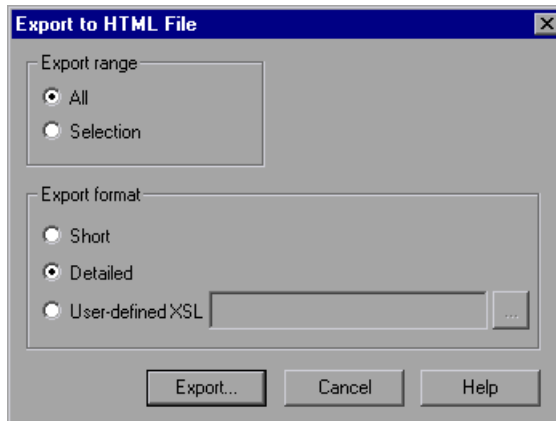 Export to HTML File
Export range
All
Selection
Export format
Short
Detailed
User-defined XSL ...
Export... Cancel Help